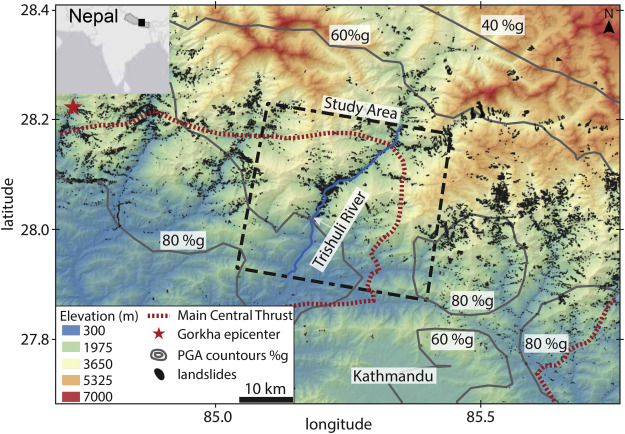 28.4
Nepal
60%g
40 %g
N
28.2
Study Area
latitude
28.0
Trishuli River
80 %g
80 %g
27.8
60 %g
80 %g
Kathmandu
Elevation (m)
300
1975
3650
5325
7000
Main Central Thrust
Gorkha epicenter
PGA countours %g
landslides
10 km
85.0
85.5
longitude